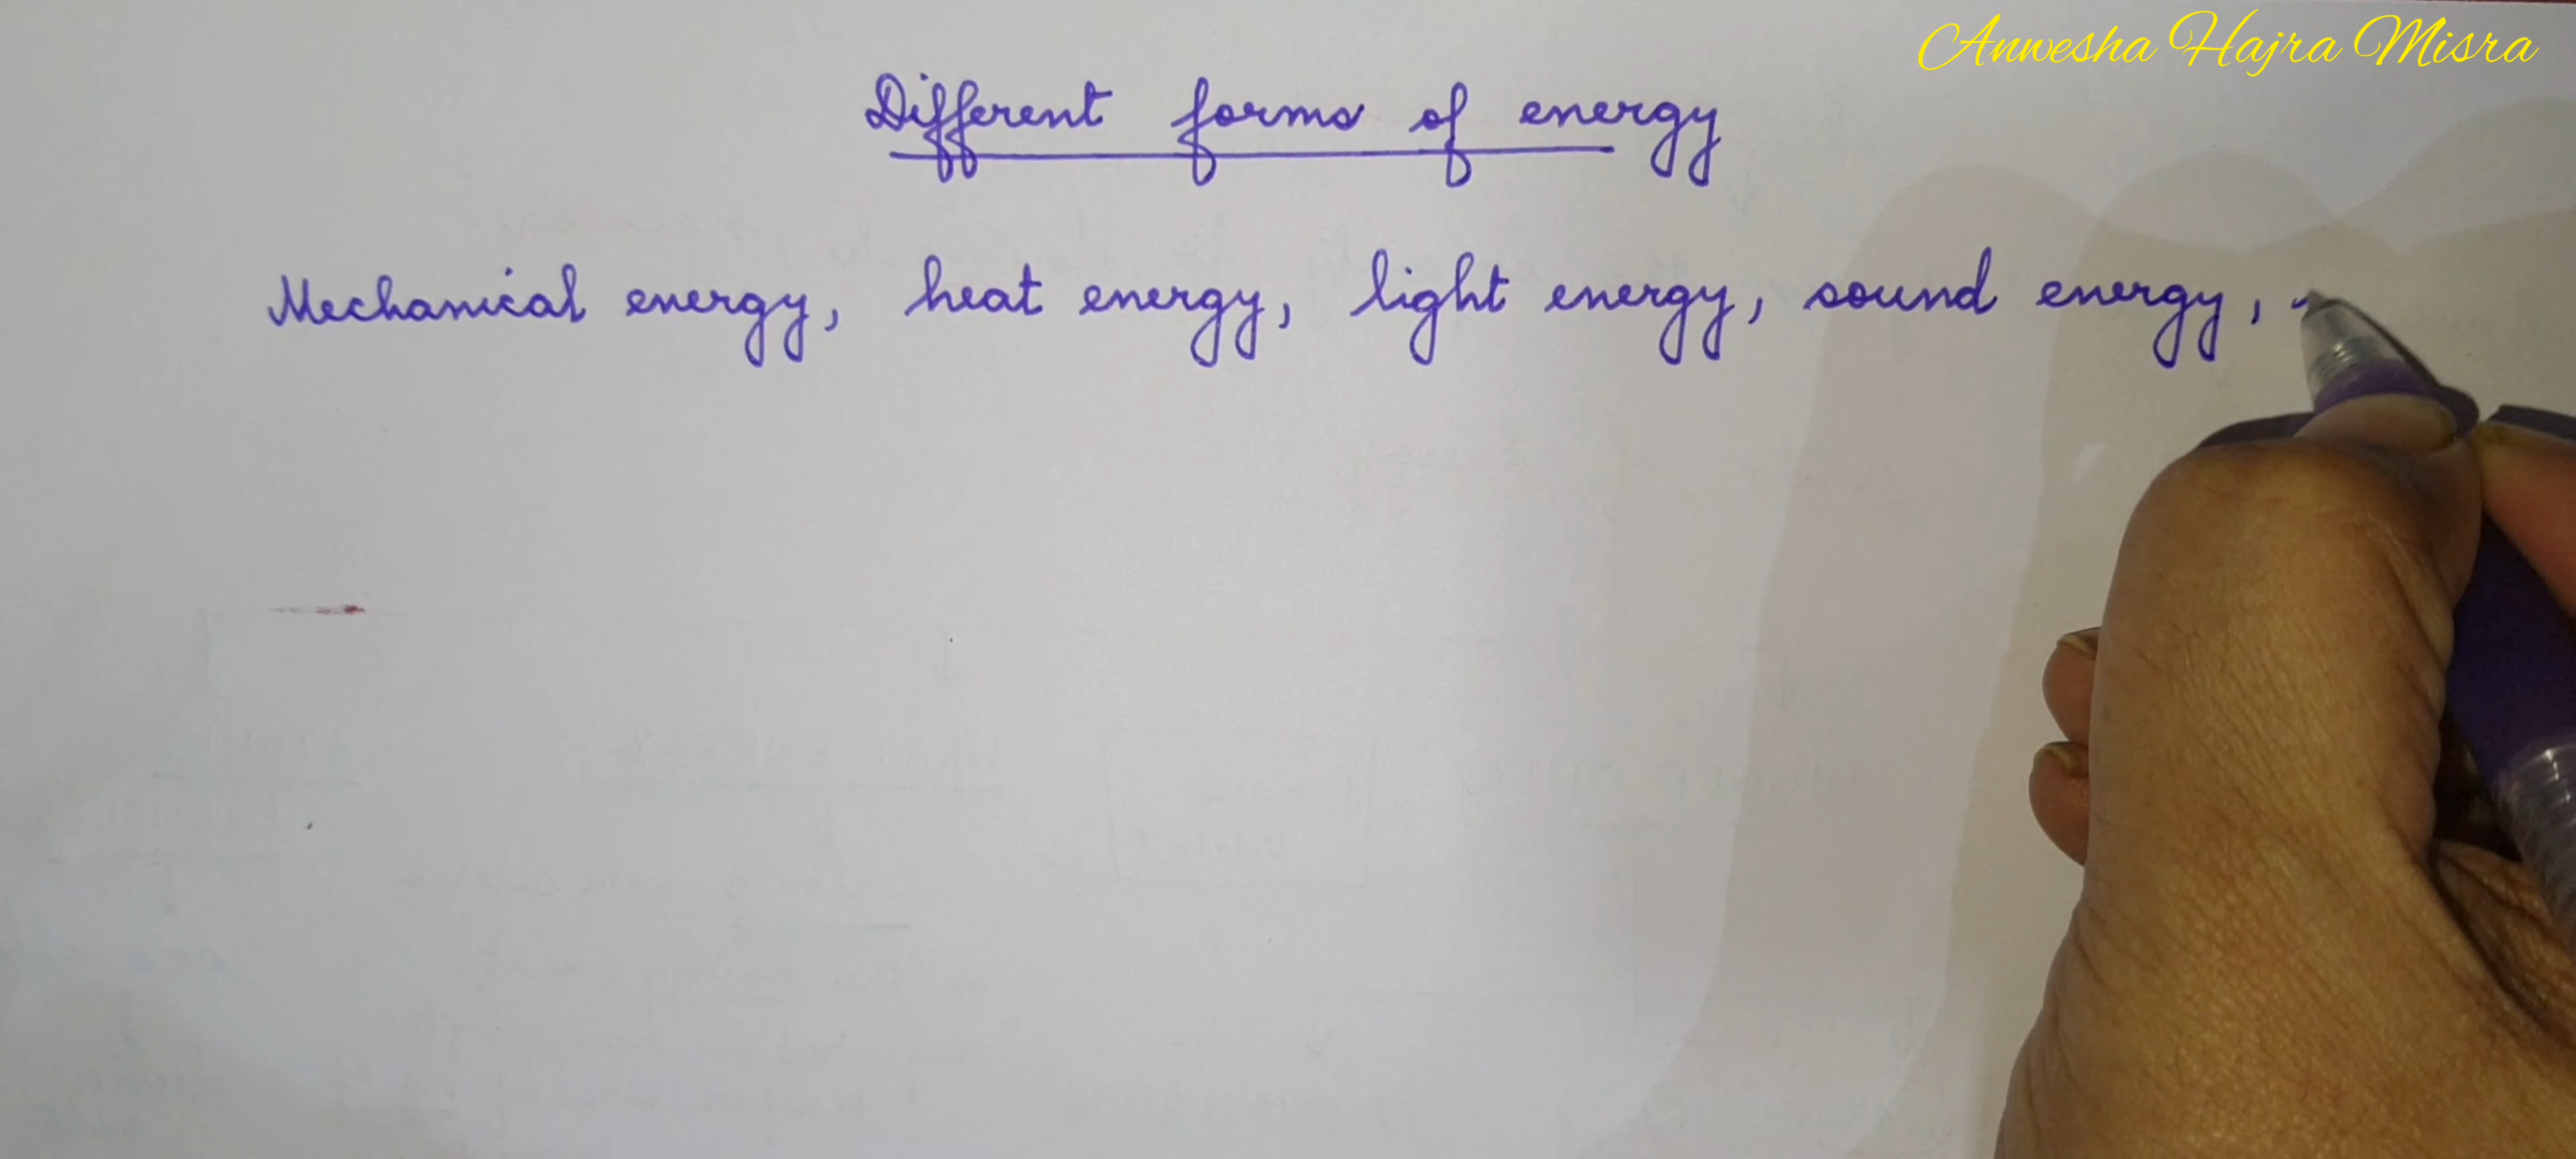 Anwesha Hajra Misra
Different forms of energy
Mechanical energy, heat energy, light energy, sound energy,